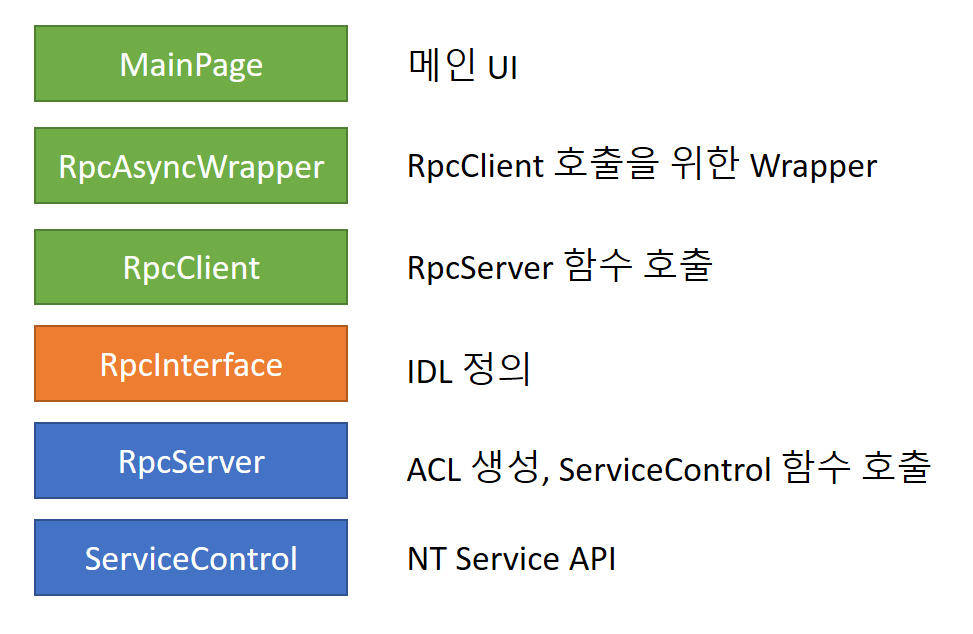 MainPage 메인 UI
RpcAsyncWrapper RpcClient 호출을 위한 Wrapper
RpcClient RpcServer 함수 호출
RpcInterface IDL 정의
RpcServer ACL 생성, ServiceControl 함수 호출
ServiceControl NT Service API